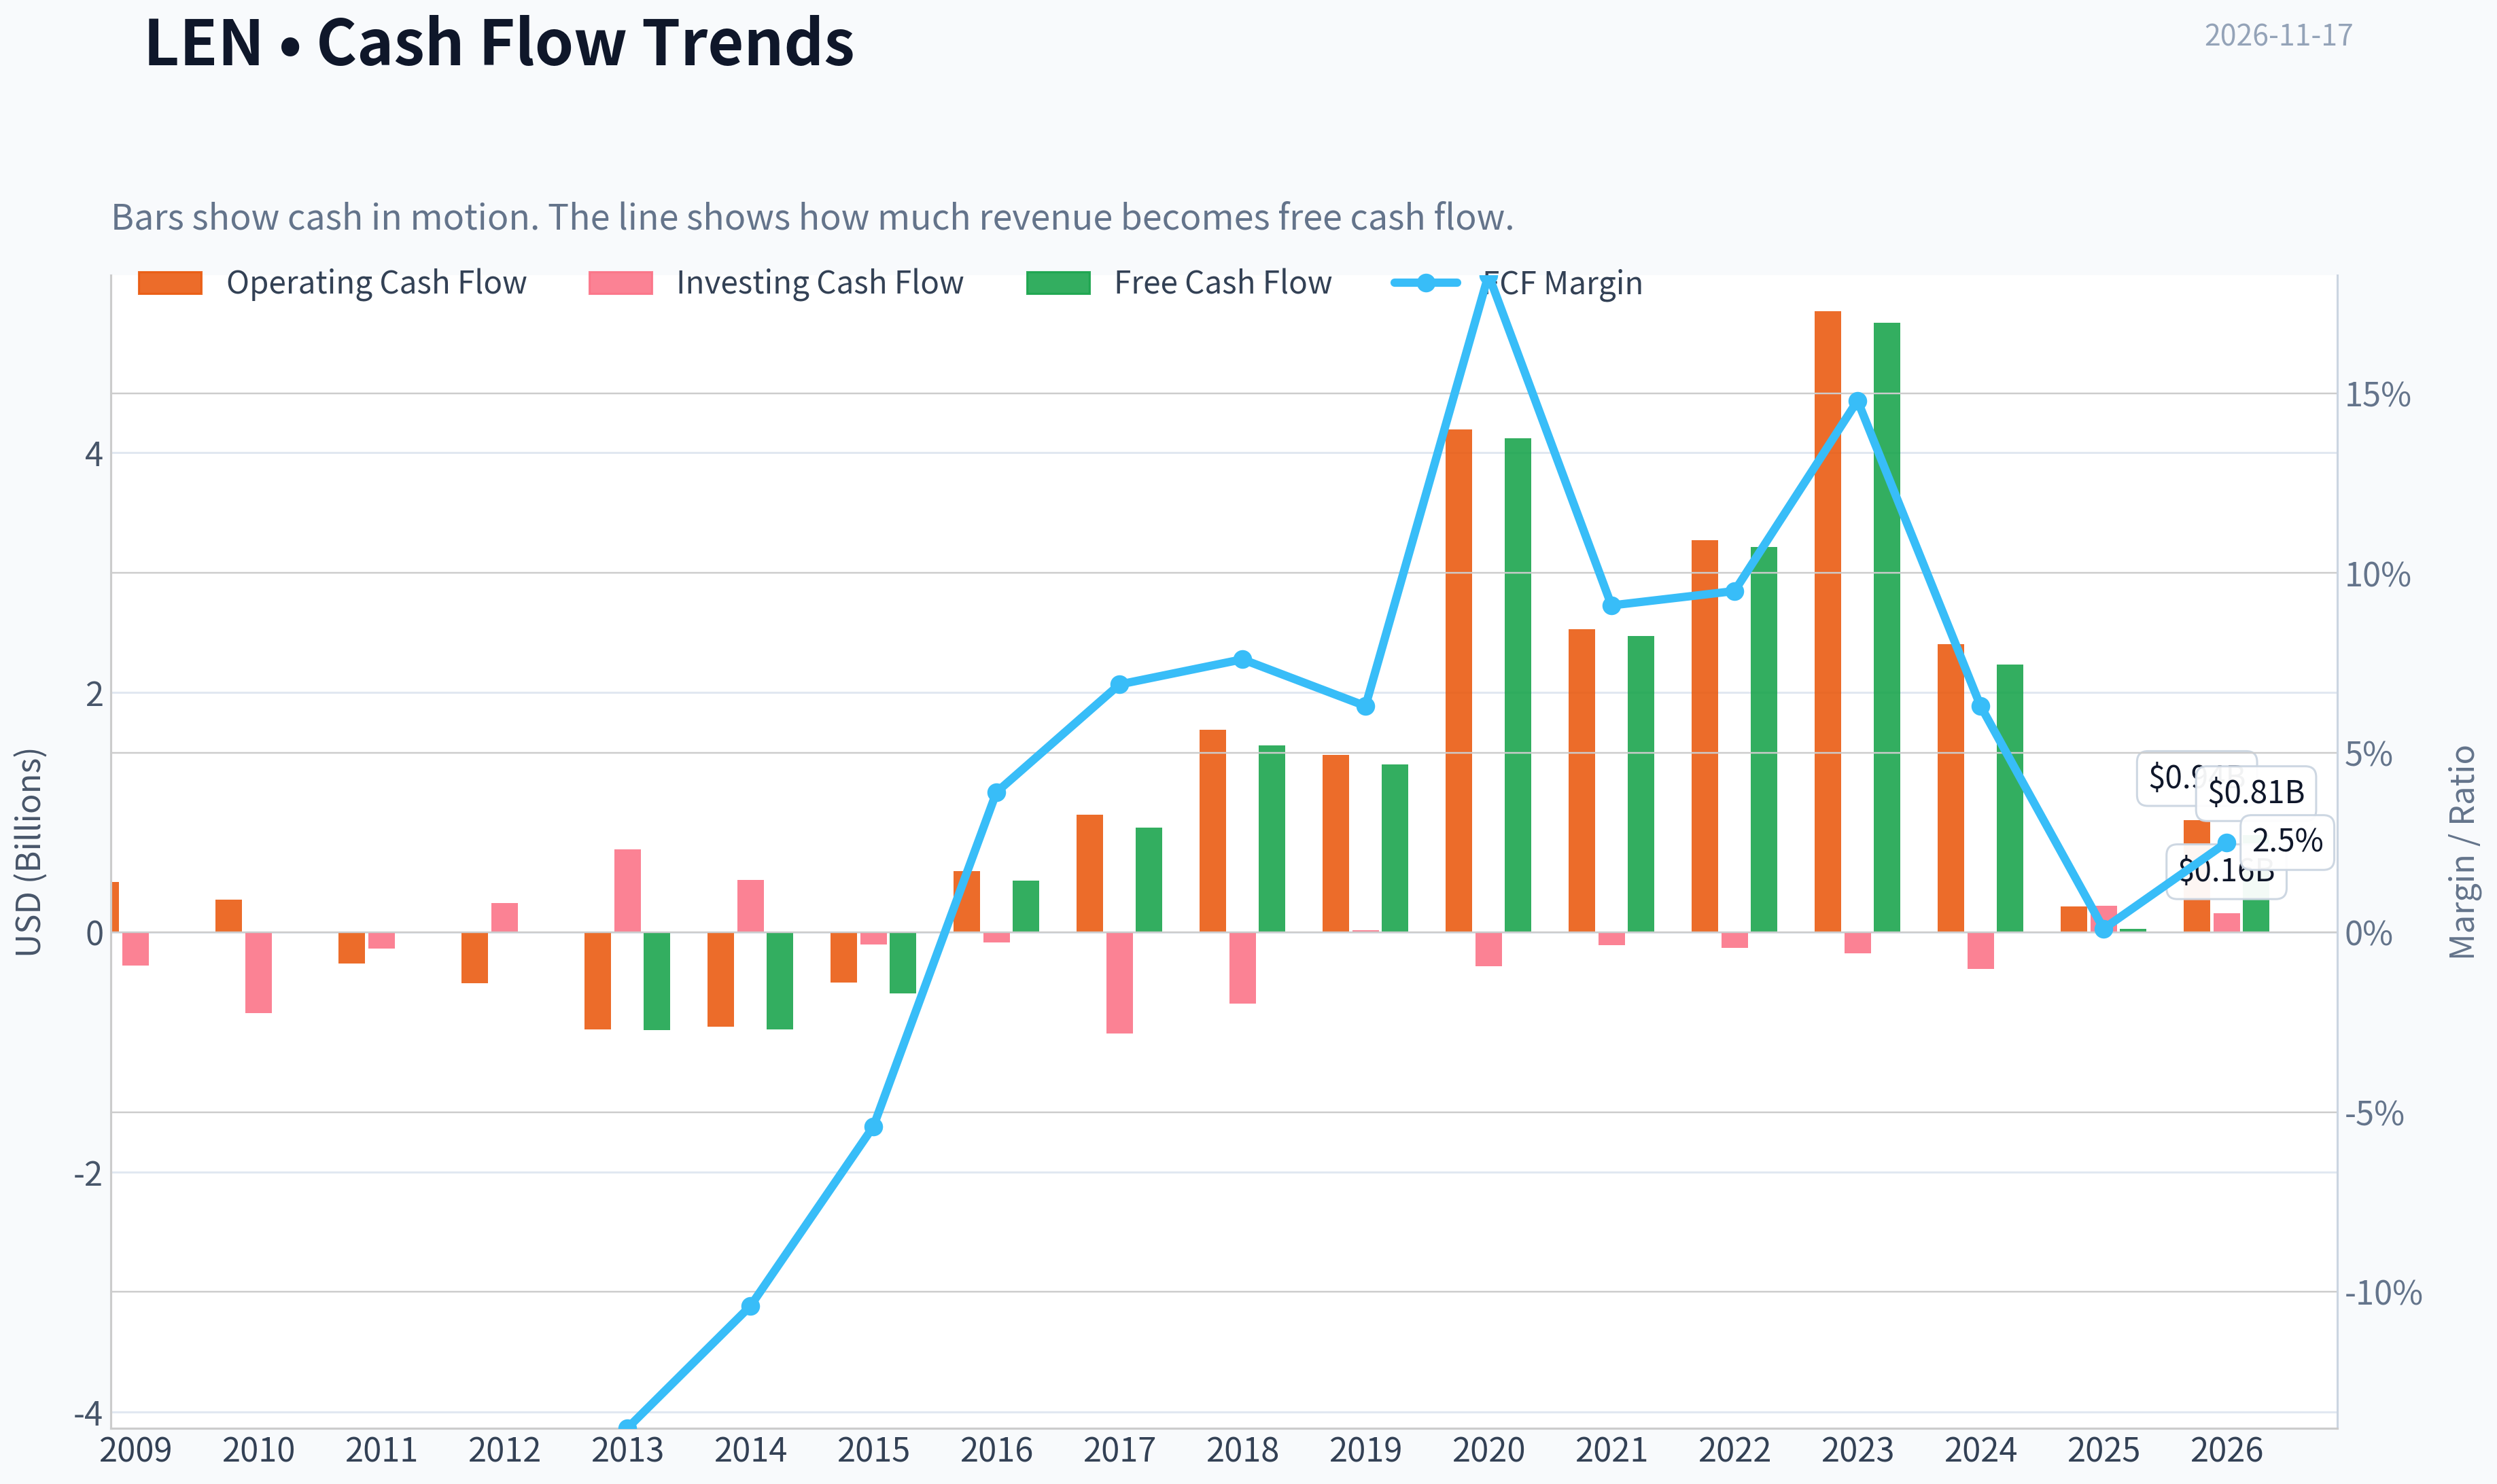 LEN • Cash Flow Trends
2026-11-17
Bars show cash in motion. The line shows how much revenue becomes free cash flow.
Operating Cash Flow
Investing Cash Flow
Free Cash Flow
FCF Margin
USD (Billions)
4
2
0
-2
-4
15%
10%
5%
0%
-5%
-10%
Margin / Ratio
$0.81B
2.5%
$0.16B
2009 2010 2011 2012 2013 2014 2015 2016 2017 2018 2019 2020 2021 2022 2023 2024 2025 2026